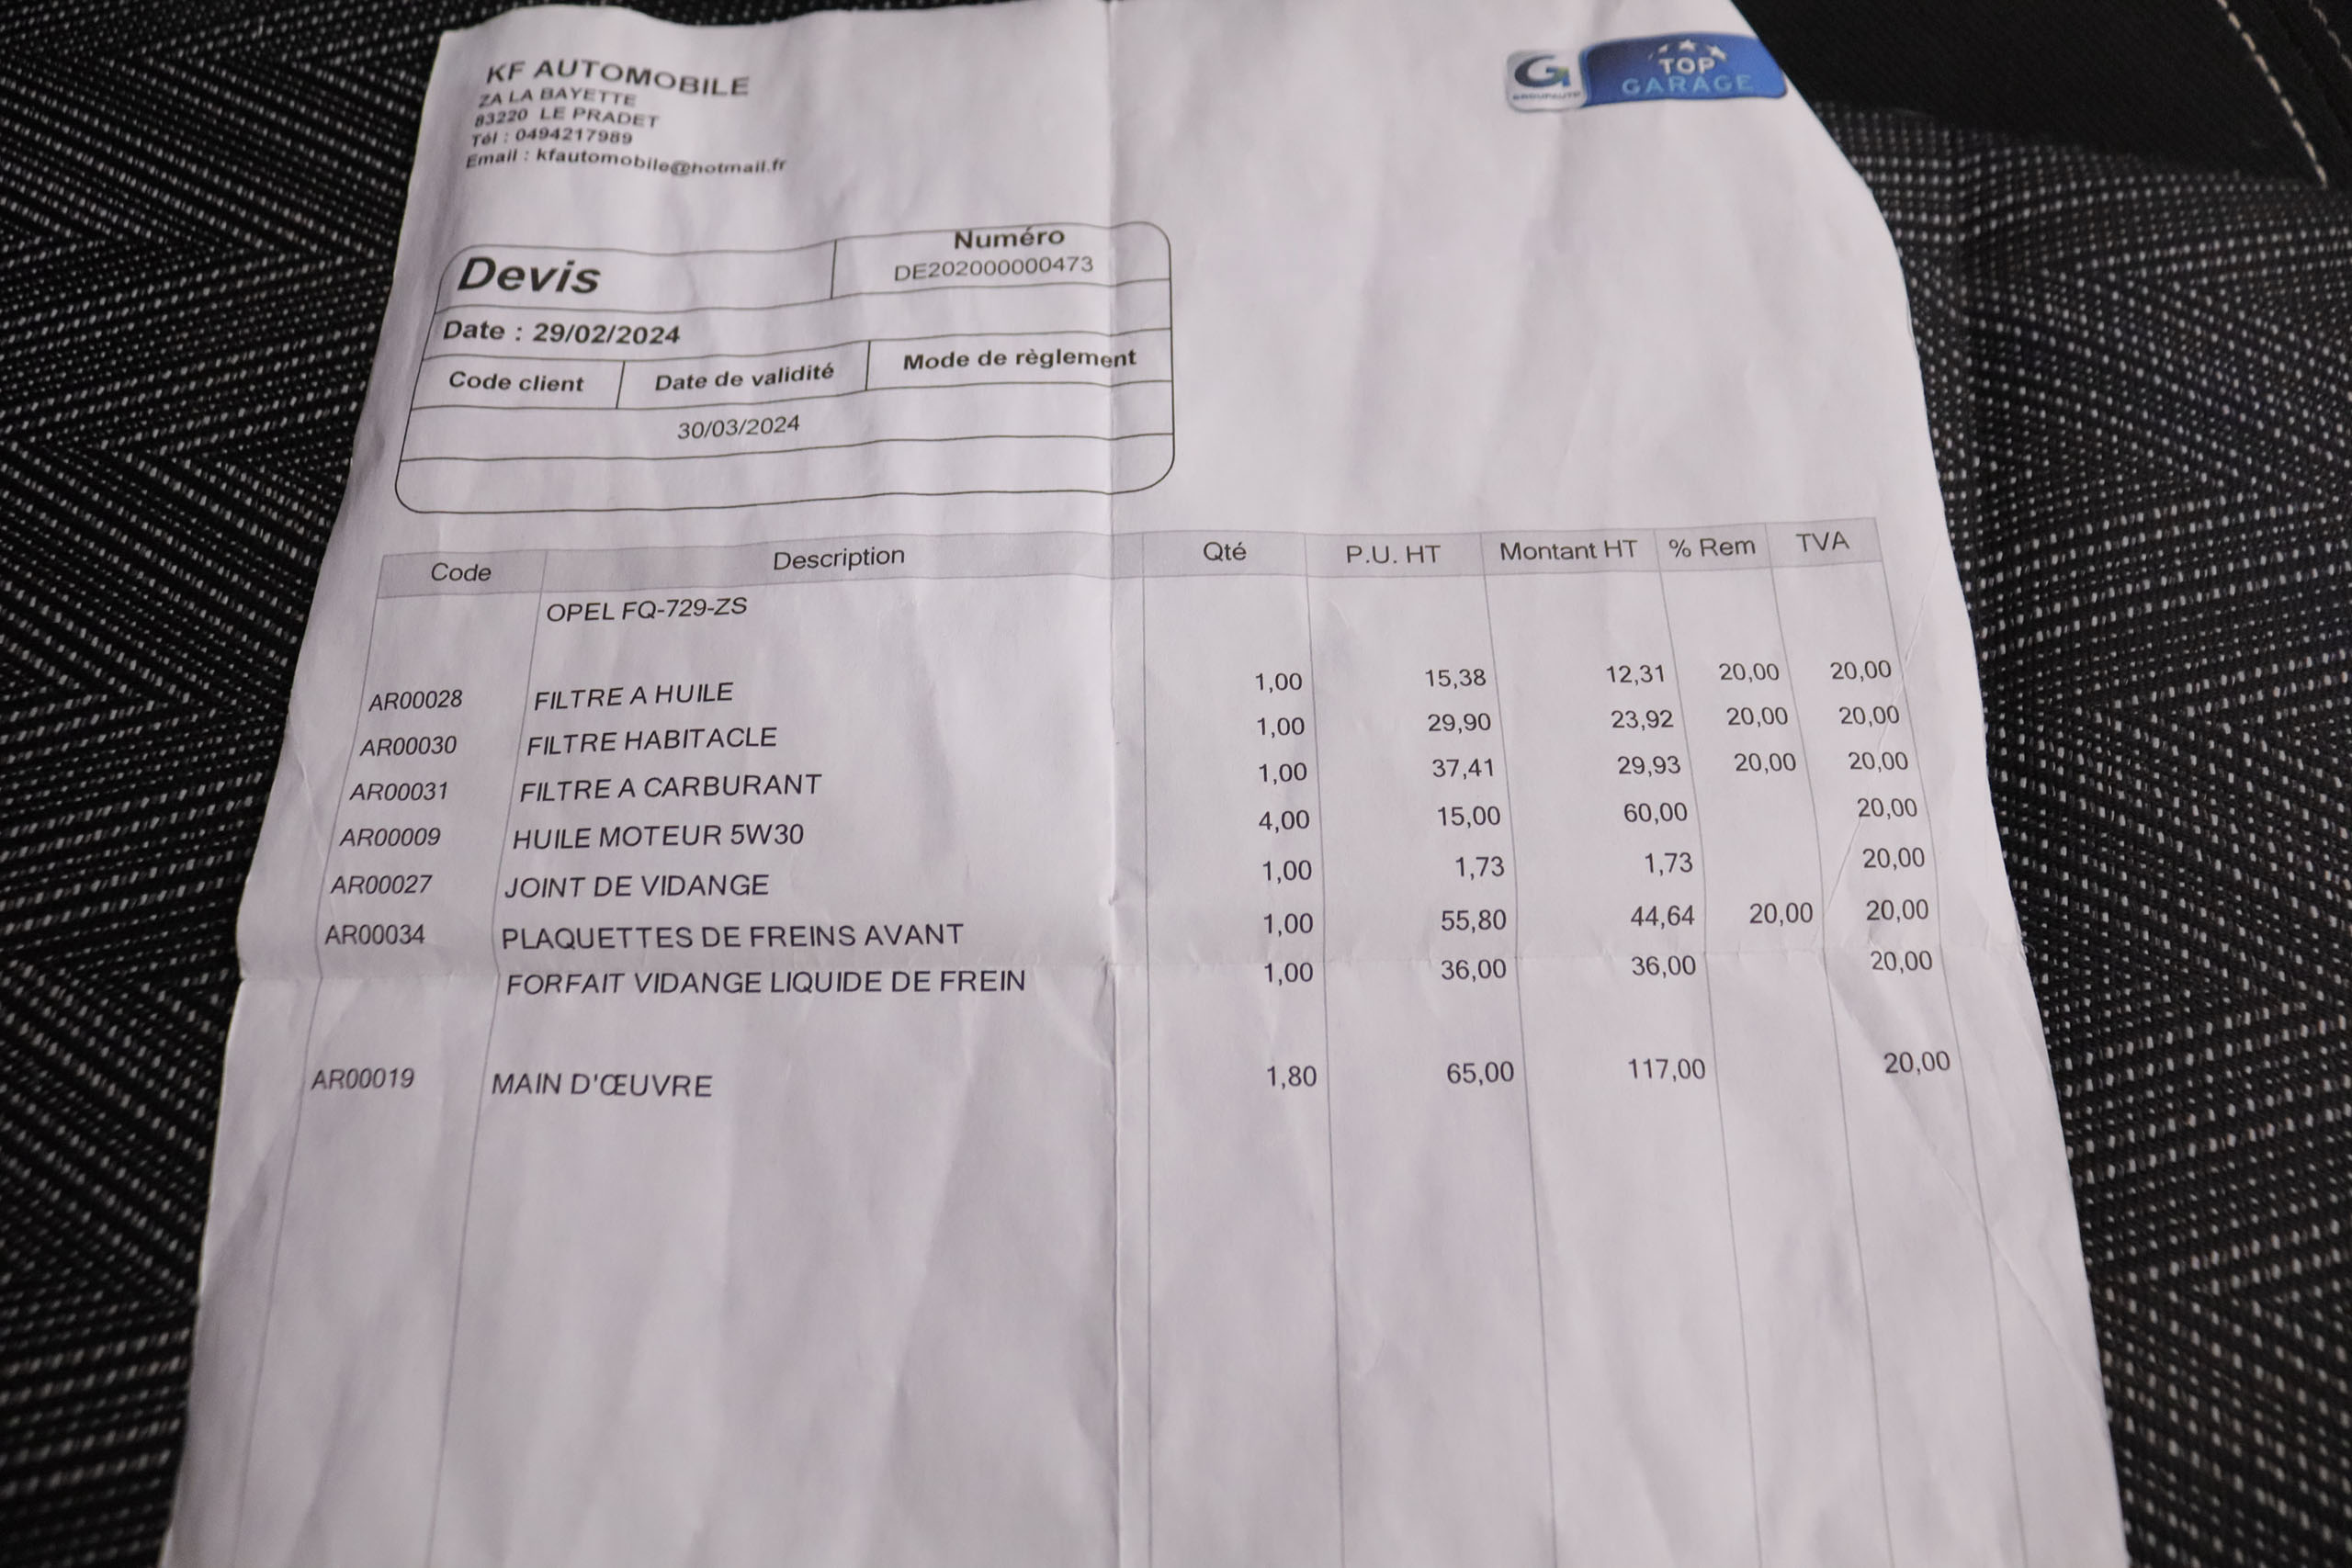 KF AUTOMOBILE
ZA LA BAYETTE
83220 LE PRADET
Tél : 0494217989
Email : kfautomobile@hotmail.fr
G GROUPAUTO TOP GARAGE
Devis
Numéro
DE202000000473
Date : 29/02/2024
Code client Date de validité Mode de règlement
30/03/2024
Code Description Qté P.U. HT Montant HT % Rem TVA
OPEL FQ-729-ZS
AR00028 FILTRE A HUILE 1,00 15,38 12,31 20,00 20,00
AR00030 FILTRE HABITACLE 1,00 29,90 23,92 20,00 20,00
AR00031 FILTRE A CARBURANT 1,00 37,41 29,93 20,00 20,00
AR00009 HUILE MOTEUR 5W30 4,00 15,00 60,00 20,00
AR00027 JOINT DE VIDANGE 1,00 1,73 1,73 20,00
AR00034 PLAQUETTES DE FREINS AVANT 1,00 55,80 44,64 20,00 20,00
FORFAIT VIDANGE LIQUIDE DE FREIN 1,00 36,00 36,00 20,00
AR00019 MAIN D'ŒUVRE 1,80 65,00 117,00 20,00